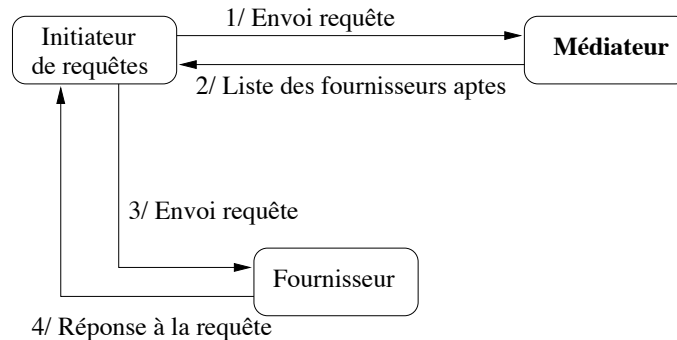 1/ Envoi requête
Initiateur
de requêtes
Médiateur
2/ Liste des fournisseurs aptes
3/ Envoi requête
Fournisseur
4/ Réponse à la requête